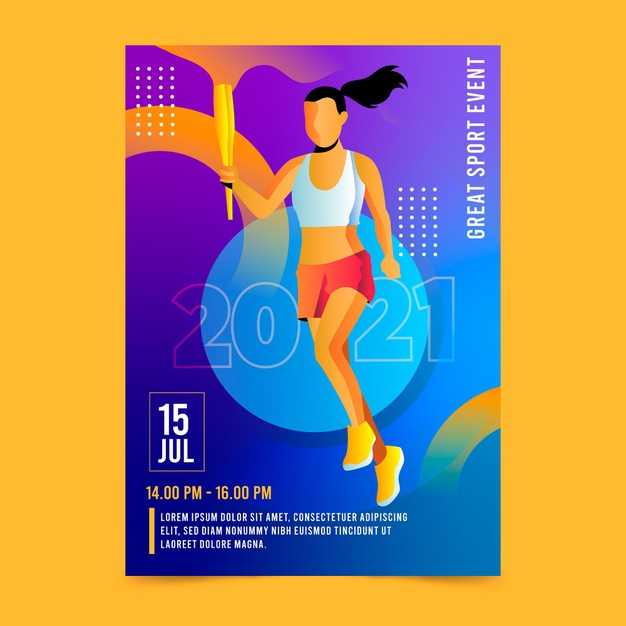 GREAT SPORT EVENT
2021
15
JUL
14.00 PM - 16.00 PM
LOREM IPSUM DOLOR SIT AMET, CONSECTETUER ADIPISCING
ELIT, SED DIAM NONUMMY NIBH EUISMOD TINCIDUNT UT
LAOREET DOLORE MAGNA.